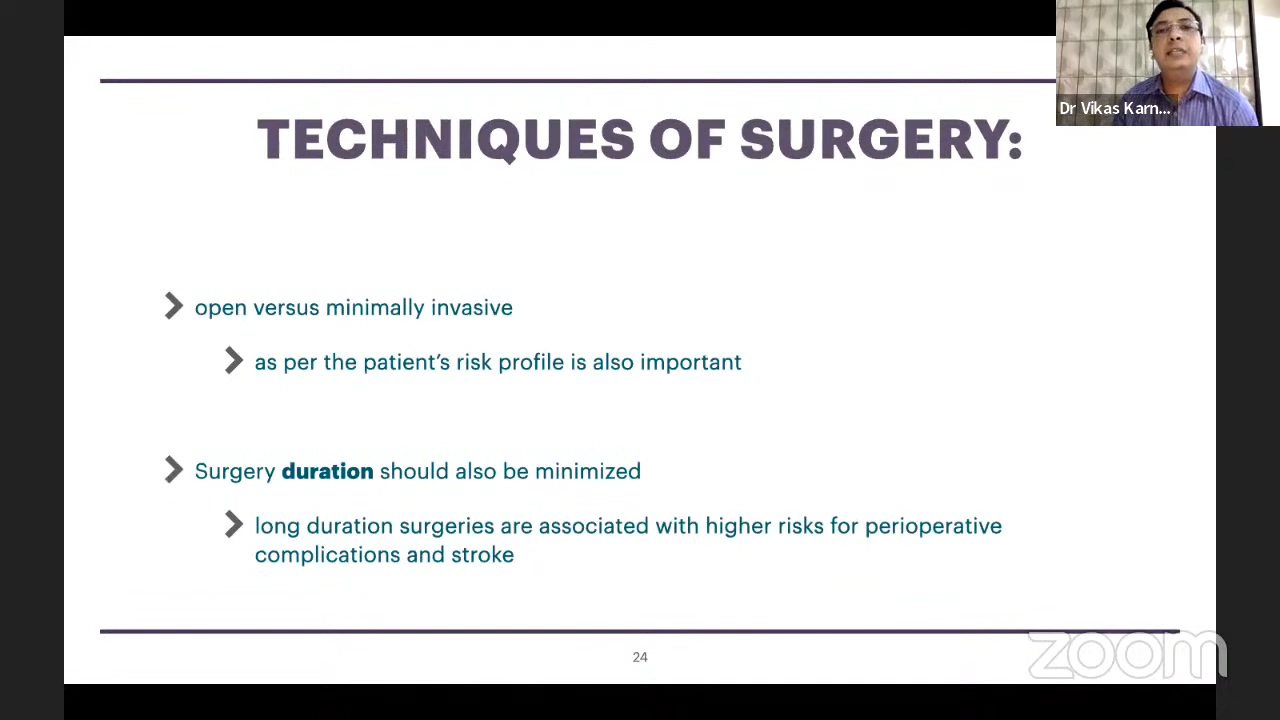 TECHNIQUES OF SURGERY:
Dr Vikas Karn...
open versus minimally invasive
as per the patient’s risk profile is also important
Surgery duration should also be minimized
long duration surgeries are associated with higher risks for perioperative
complications and stroke
24
zoom